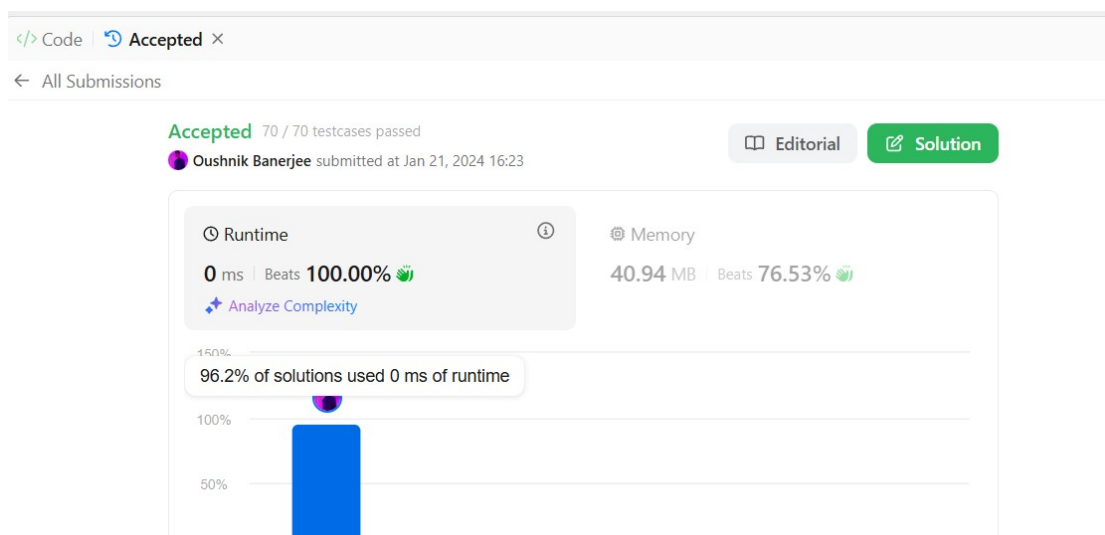 </> Code Accepted ×
← All Submissions
Accepted 70 / 70 testcases passed
Oushnik Banerjee submitted at Jan 21, 2024 16:23
Editorial
Solution
Runtime
0 ms | Beats 100.00%
Analyze Complexity
Memory
40.94 MB | Beats 76.53%
150%
96.2% of solutions used 0 ms of runtime
100%
50%